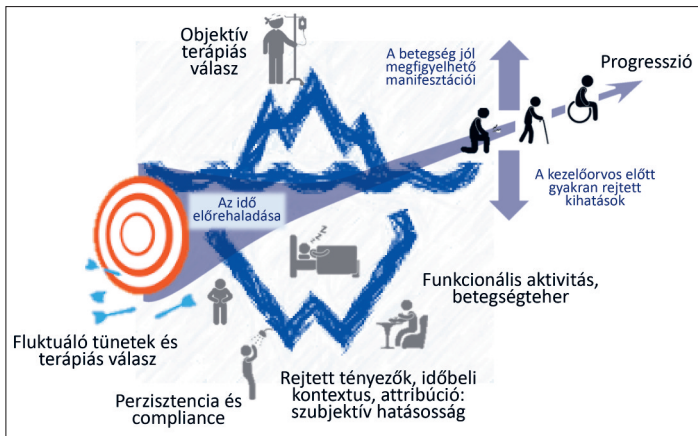 Objektív
terápiás
válasz
A betegség jól
megfigyelhető
manifesztációi
Progresszió
A kezelőorvos előtt
gyakran rejtett
kihatások
Az idő
előrehaladása
Funkcionális aktivitás,
betegségteher
Fluktuáló tünetek és
terápiás válasz
Perzisztencia és
compliance
Rejtett tényezők, időbeli
kontextus, attribúció:
szubjektív hatásosság